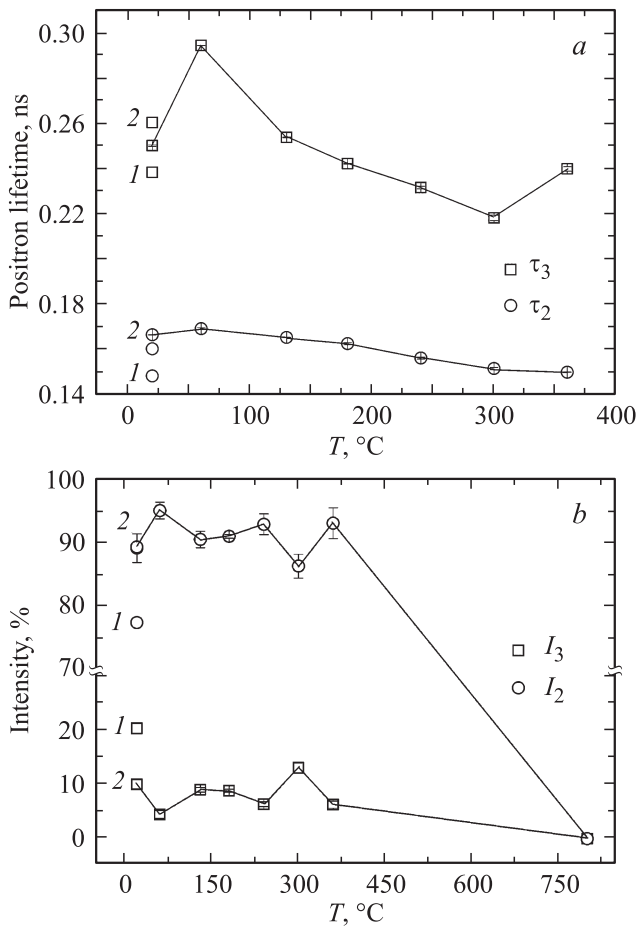 0.30
a
2
0.26
1
0.22
Positron lifetime, ns
τ3
0.18
τ2
2
1
0.14
0 100 200 300 400
T, °C
100
b
2
90
1
80
Intensity, %
70
I3
I2
1
20
2
10
0
0 150 300 450 600 750
T, °C